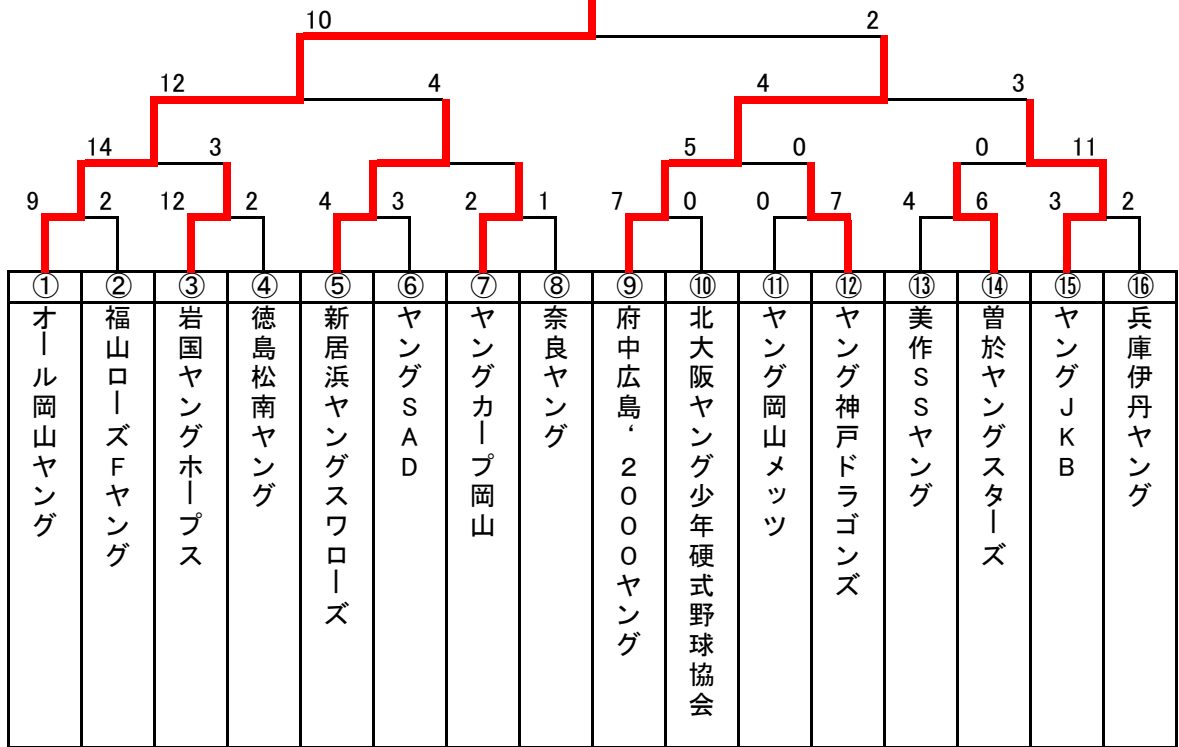 10 2
12 4 4 3
14 3 5 0 0 11
9 2 12 2 4 3 2 1 7 0 0 7 4 6 3 2
① ② ③ ④ ⑤ ⑥ ⑦ ⑧ ⑨ ⑩ ⑪ ⑫ ⑬ ⑭ ⑮ ⑯
オール岡山ヤング
福山ローズFヤング
岩国ヤングホープス
徳島松南ヤング
新居浜ヤングスワローズ
ヤングSAD
ヤングカープ岡山
奈良ヤング
府中広島‘2000ヤング
北大阪ヤング少年硬式野球協会
ヤング岡山メッツ
ヤング神戸ドラゴンズ
美作SSヤング
曽於ヤングスターズ
ヤングJKB
兵庫伊丹ヤング